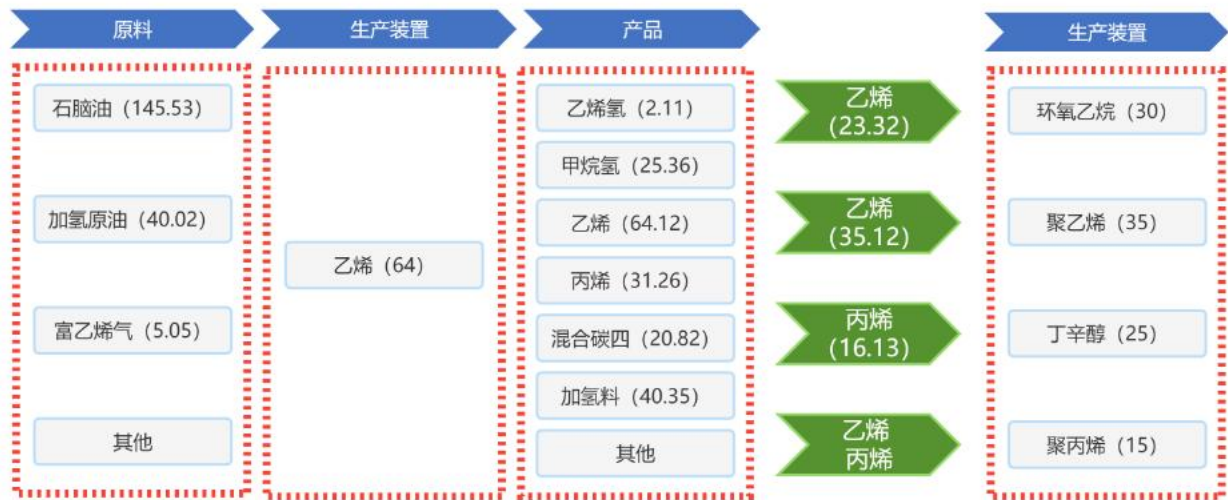 原料
生产装置
产品
生产装置
石脑油（145.53）
加氢原油（40.02）
富乙烯气（5.05）
其他
乙烯（64）
乙烯氢（2.11）
甲烷氢（25.36）
乙烯（64.12）
丙烯（31.26）
混合碳四（20.82）
加氢料（40.35）
其他
乙烯
(23.32)
乙烯
(35.12)
丙烯
(16.13)
乙烯
丙烯
环氧乙烷（30）
聚乙烯（35）
丁辛醇（25）
聚丙烯（15）